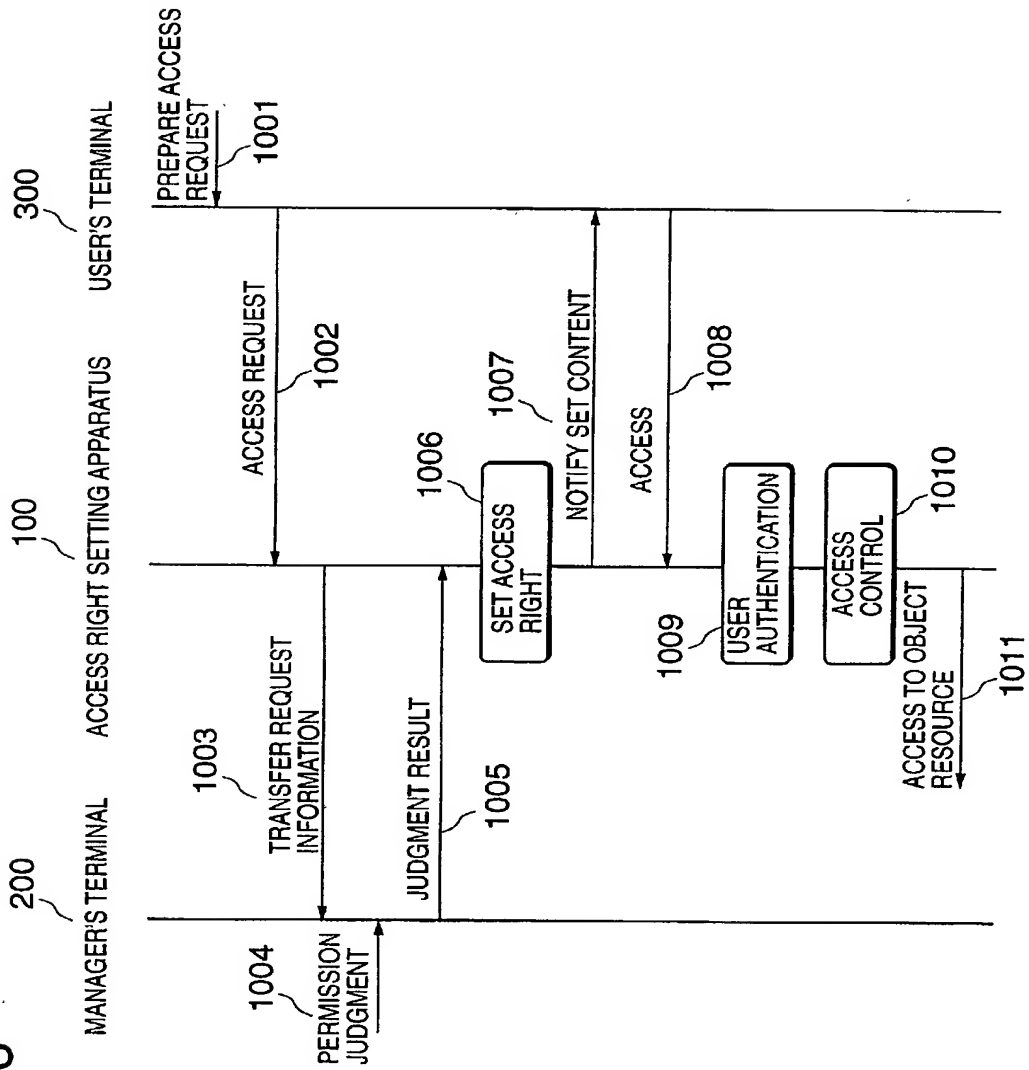 200
MANAGER'S TERMINAL
100
ACCESS RIGHT SETTING APPARATUS
300
USER'S TERMINAL
PREPARE ACCESS
REQUEST
1001
ACCESS REQUEST
1002
1003
TRANSFER REQUEST
INFORMATION
1004
PERMISSION
JUDGMENT
JUDGMENT RESULT
1005
SET ACCESS
RIGHT
1006
1007
NOTIFY SET CONTENT
ACCESS
1008
1009
USER
AUTHENTICATION
ACCESS
CONTROL
1010
ACCESS TO OBJECT
RESOURCE
1011